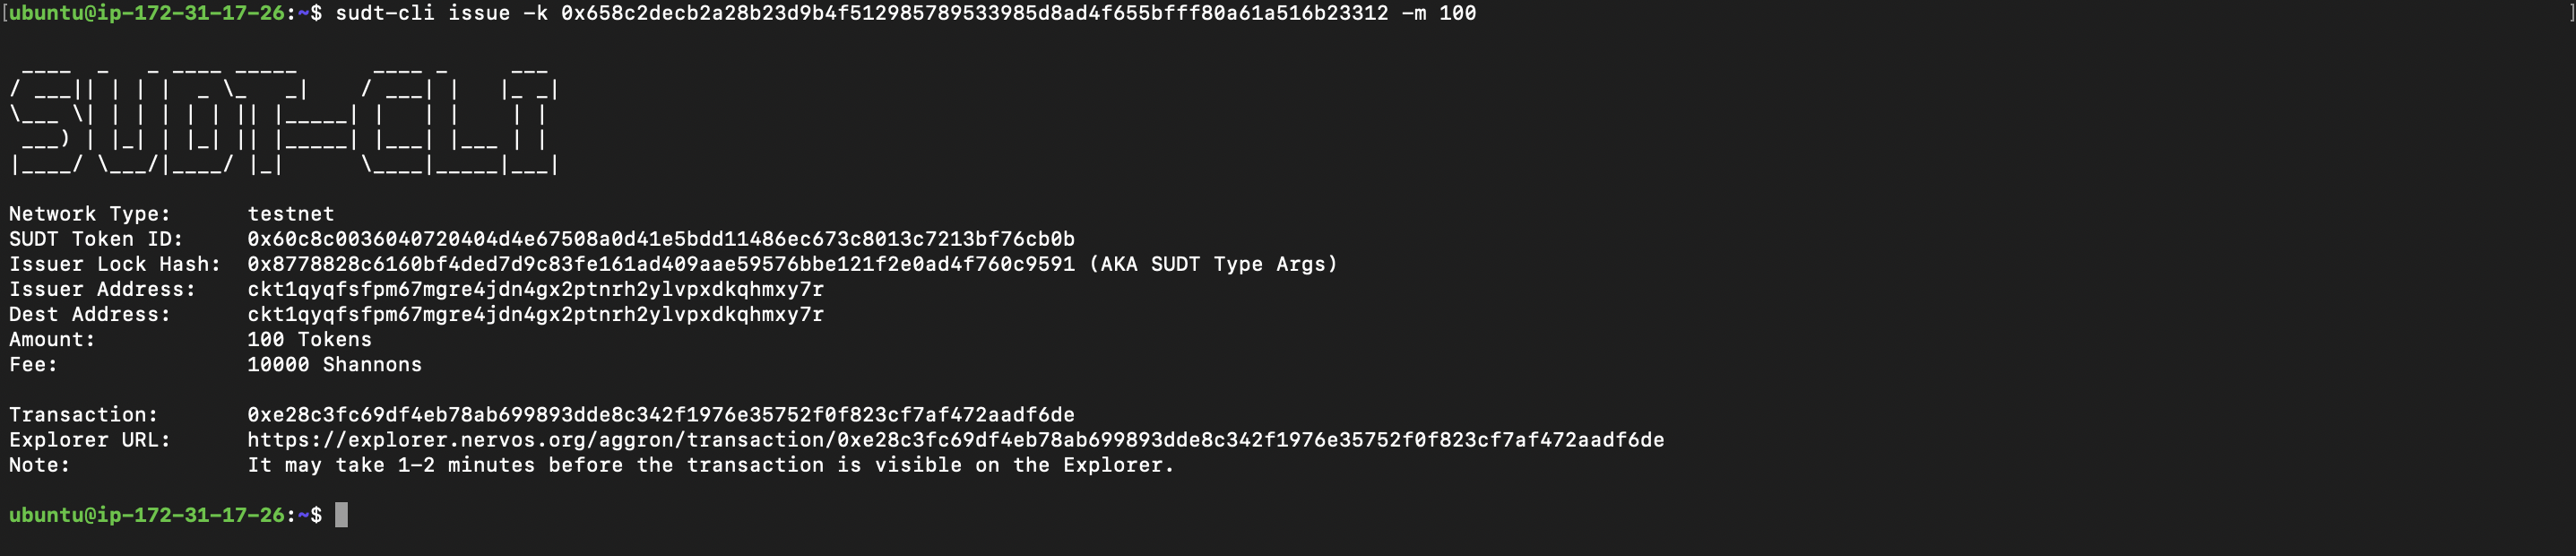 [ubuntu@ip-172-31-17-26:~$ sudt-cli issue -k 0x658c2decb2a28b23d9b4f512985789533985d8ad4f655bfff80a61a516b23312 -m 100 ]
SUDT-CLI
Network Type: testnet
SUDT Token ID: 0x60c8c0036040720404d4e67508a0d41e5bdd11486ec673c8013c7213bf76cb0b
Issuer Lock Hash: 0x8778828c6160bf4ded7d9c83fe161ad409aae59576bbe121f2e0ad4f760c9591 (AKA SUDT Type Args)
Issuer Address: ckt1qyqfsfpm67mgre4jdn4gx2ptnrh2ylvpxdkqhmxy7r
Dest Address: ckt1qyqfsfpm67mgre4jdn4gx2ptnrh2ylvpxdkqhmxy7r
Amount: 100 Tokens
Fee: 10000 Shannons
Transaction: 0xe28c3fc69df4eb78ab699893dde8c342f1976e35752f0f823cf7af472aadf6de
Explorer URL: https://explorer.nervos.org/aggron/transaction/0xe28c3fc69df4eb78ab699893dde8c342f1976e35752f0f823cf7af472aadf6de
Note: It may take 1-2 minutes before the transaction is visible on the Explorer.
ubuntu@ip-172-31-17-26:~$